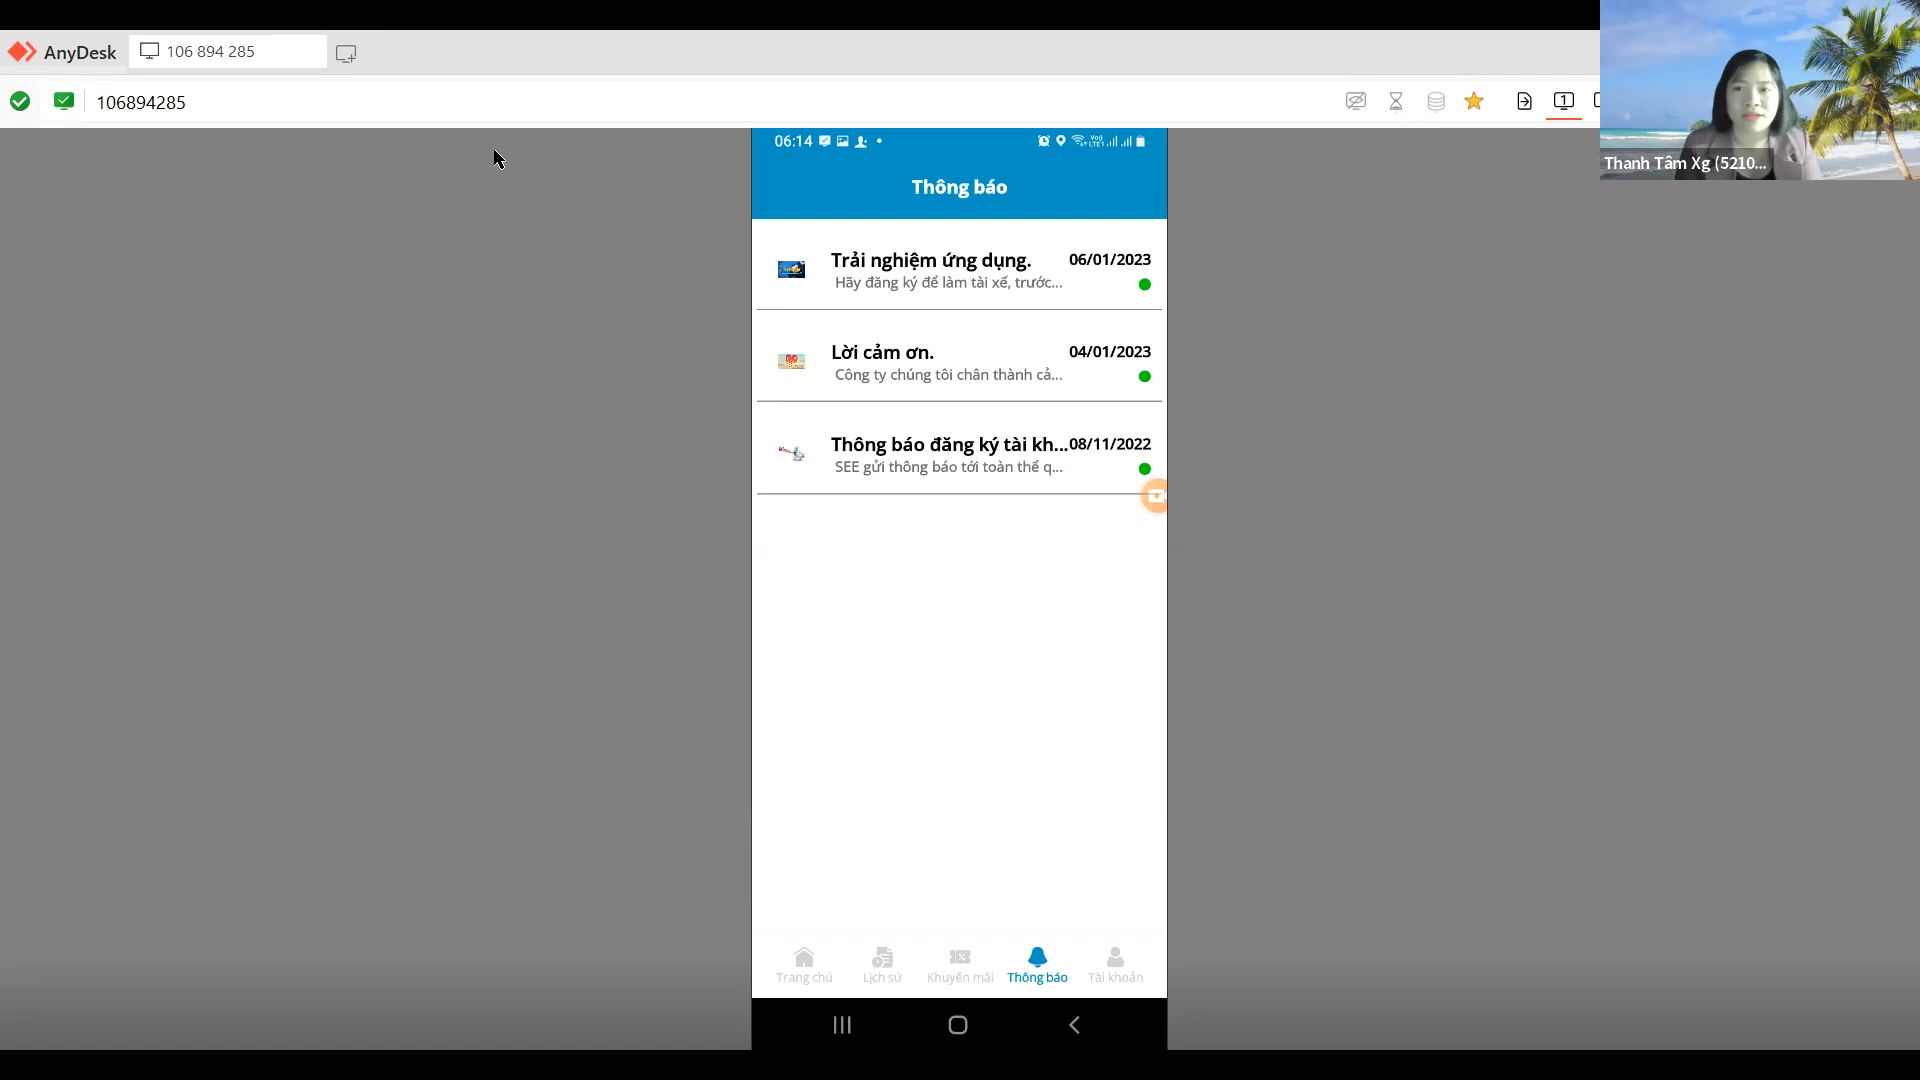 AnyDesk
106 894 285
106894285
1
Thanh Tâm Xg (5210...
06:14
Thông báo
Trải nghiệm ứng dụng.
06/01/2023
Hãy đăng ký để làm tài xế, trước...
Lời cảm ơn.
04/01/2023
Công ty chúng tôi chân thành cả...
Thông báo đăng ký tài kh...
08/11/2022
SEE gửi thông báo tới toàn thể q...
Trang chủ
Lịch sử
Khuyến mãi
Thông báo
Tài khoản